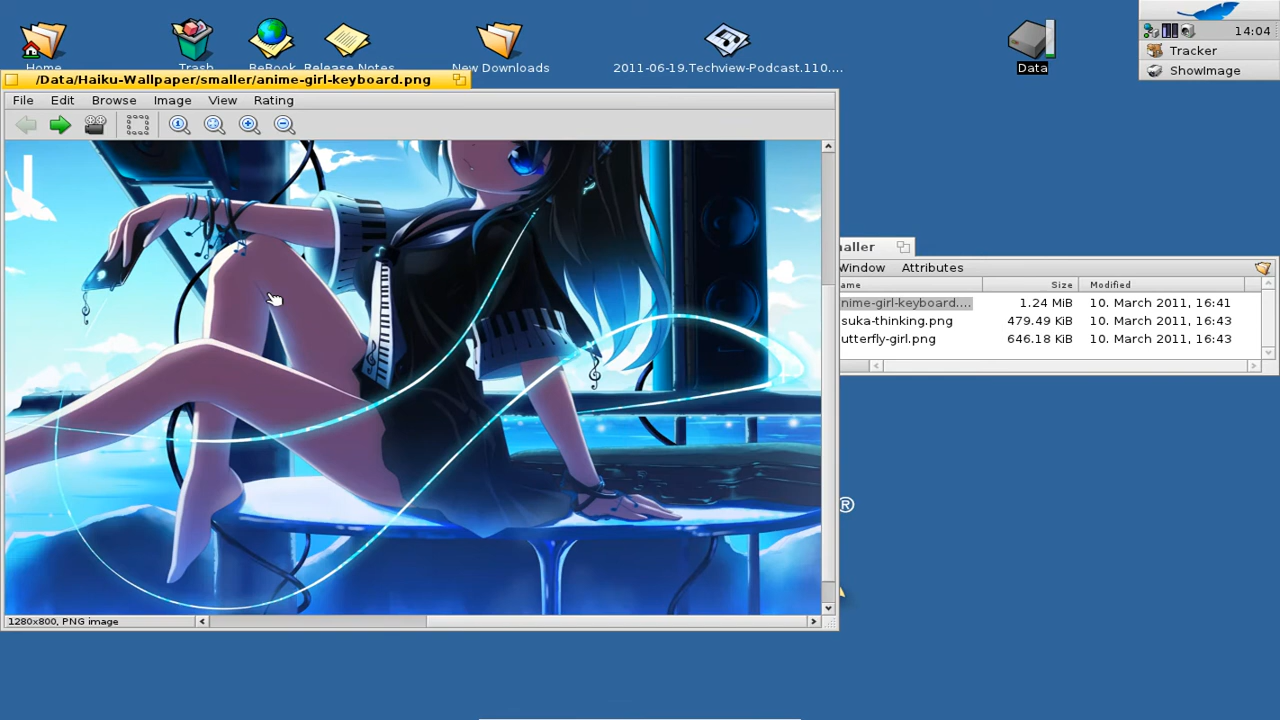 Home
Trash
BeBook
Release Notes
New Downloads
2011-06-19.Techview-Podcast.110....
Data
14:04
Tracker
ShowImage
/Data/Haiku-Wallpaper/smaller/anime-girl-keyboard.png
File Edit Browse Image View Rating
1280x800, PNG image
maller
Window Attributes
ame Size Modified
nime-girl-keyboard.... 1.24 MiB 10. March 2011, 16:41
suka-thinking.png 479.49 KiB 10. March 2011, 16:43
utterfly-girl.png 646.18 KiB 10. March 2011, 16:43
®